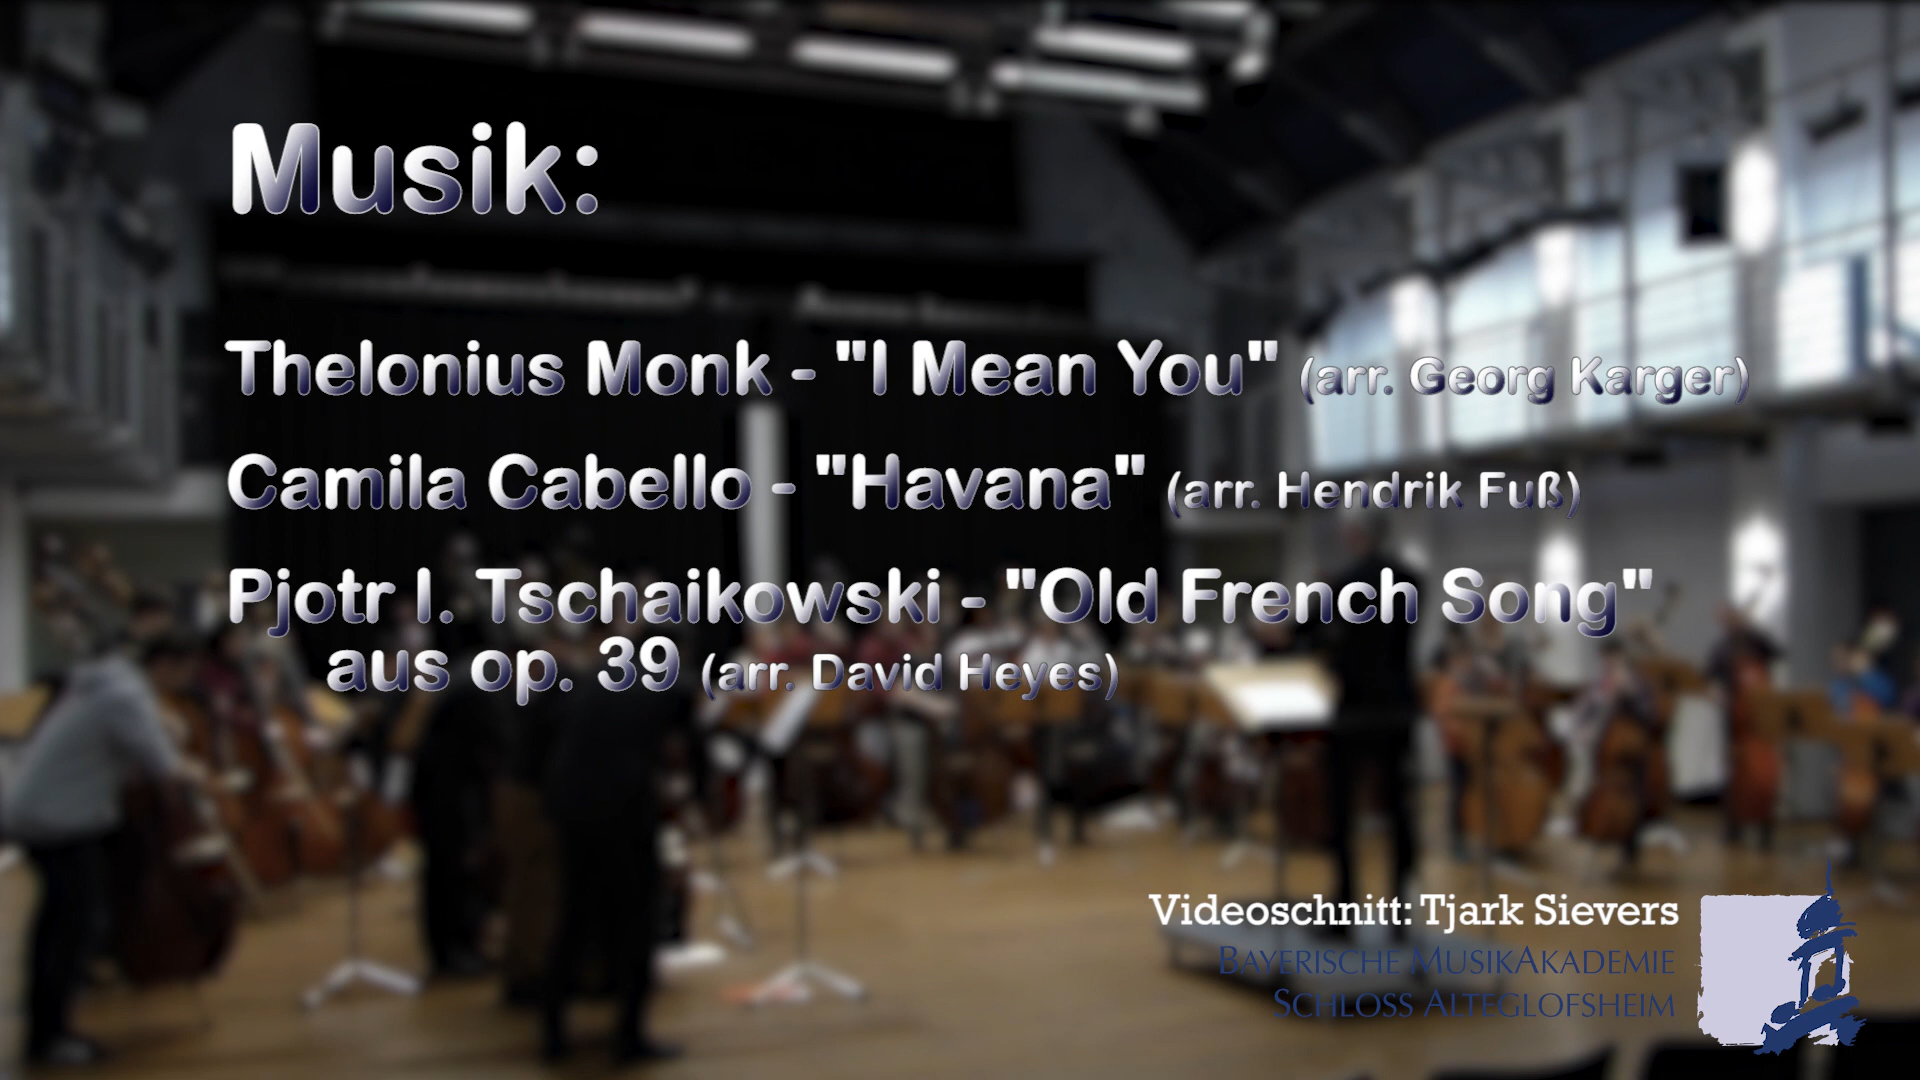 Musik:
Thelonius Monk - "I Mean You" (arr. Georg Karger)
Camila Cabello - "Havana" (arr. Hendrik Fuß)
Pjotr I. Tschaikowski - "Old French Song"
aus op. 39 (arr. David Heyes)
Videoschnitt: Tjark Sievers
BAYERISCHE MUSIKAKADEMIE
SCHLOSS ALTEGLOFSHEIM